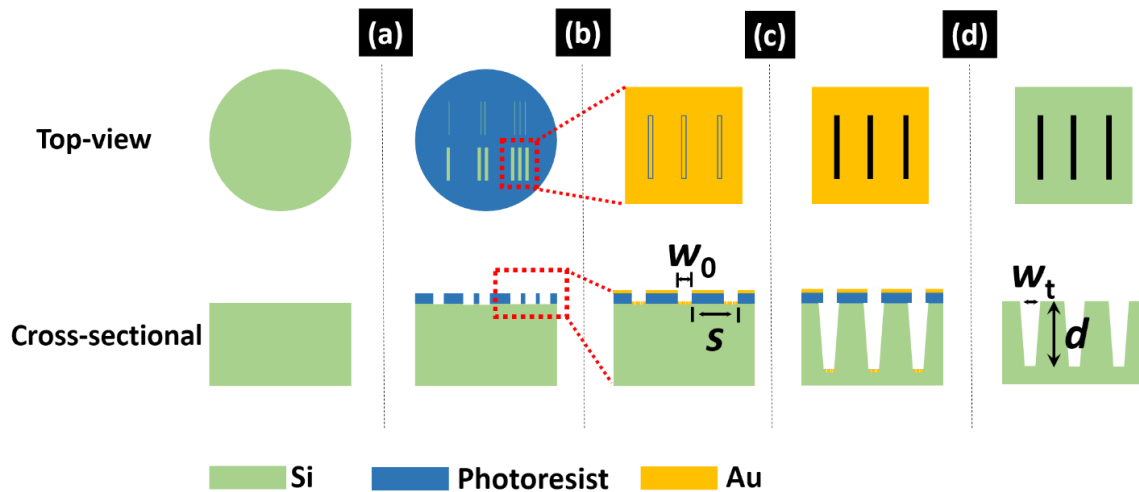 (a) (b) (c) (d)
Top-view
w0
wt
s
d
Cross-sectional
Si Photoresist Au